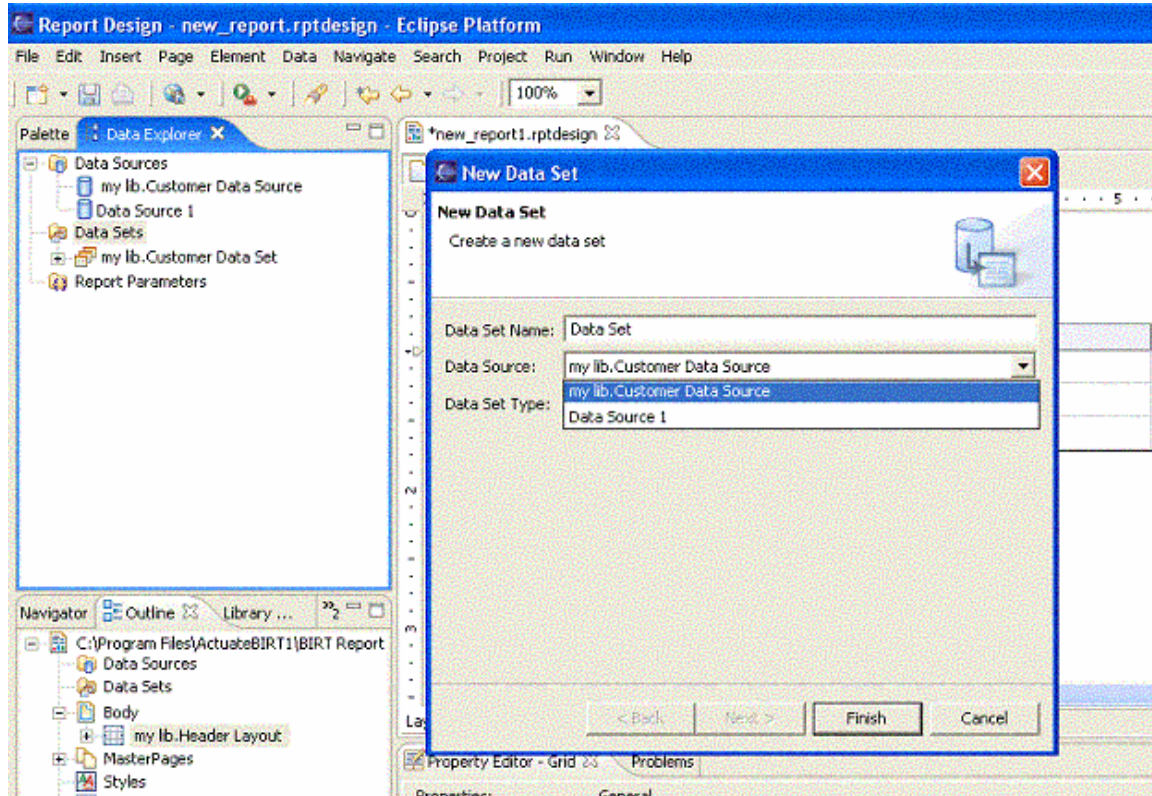 Report Design - new_report.rptdesign - Eclipse Platform
File Edit Insert Page Element Data Navigate Search Project Run Window Help
100%
Palette Data Explorer
Data Sources
my lib.Customer Data Source
Data Source 1
Data Sets
my lib.Customer Data Set
Report Parameters
*new_report1.rptdesign
5
New Data Set
New Data Set
Create a new data set
Data Set Name: Data Set
Data Source: my lib.Customer Data Source
my lib.Customer Data Source
Data Set Type:
Data Source 1
2
3
< Back Next > Finish Cancel
Navigator Outline Library ... »2
C:\Program Files\ActuateBIRT1\BIRT Report
Data Sources
Data Sets
Body
my lib.Header Layout
MasterPages
Styles
La
Property Editor - Grid Problems
Properties: General